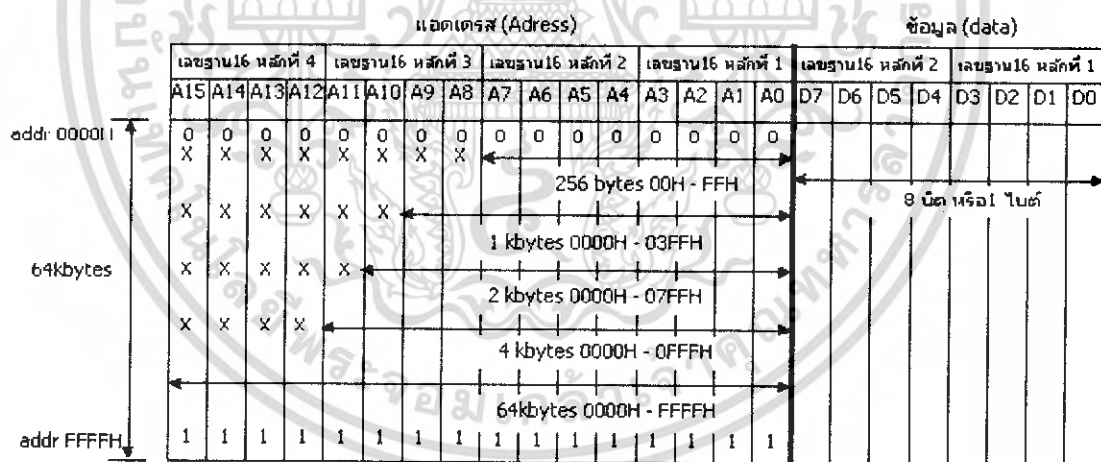 แอดเดรส (Adress) ข้อมูล (data)
เลขฐาน16 หลักที่ 4 เลขฐาน16 หลักที่ 3 เลขฐาน16 หลักที่ 2 เลขฐาน16 หลักที่ 1 เลขฐาน16 หลักที่ 2 เลขฐาน16 หลักที่ 1
A15 A14 A13 A12 A11 A10 A9 A8 A7 A6 A5 A4 A3 A2 A1 A0 D7 D6 D5 D4 D3 D2 D1 D0
addr 0000H 0 0 0 0 0 0 0 0 0 0 0 0 0 0 0 0
X X X X X X X X
256 bytes 00H - FFH
8 บิต หรือ1 ไบต์
X X X X X X
1 kbytes 0000H - 03FFH
64kbytes X X X X X
2 kbytes 0000H - 07FFH
X X X X
4 kbytes 0000H - 0FFFH
64kbytes 0000H - FFFFH
addr FFFFH 1 1 1 1 1 1 1 1 1 1 1 1 1 1 1 1